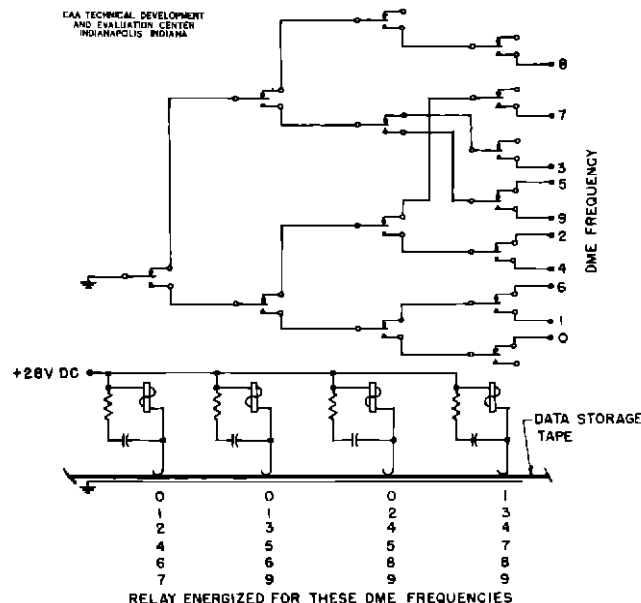 CAA TECHNICAL DEVELOPMENT
AND EVALUATION CENTER
INDIANAPOLIS INDIANA
8
7
3
5
9
2
4
6
1
0
DME FREQUENCY
+28V DC
DATA STORAGE
TAPE
0 0 0 1
1 1 2 3
2 3 4 4
4 5 5 7
6 6 8 8
7 9 9 9
RELAY ENERGIZED FOR THESE DME FREQUENCIES